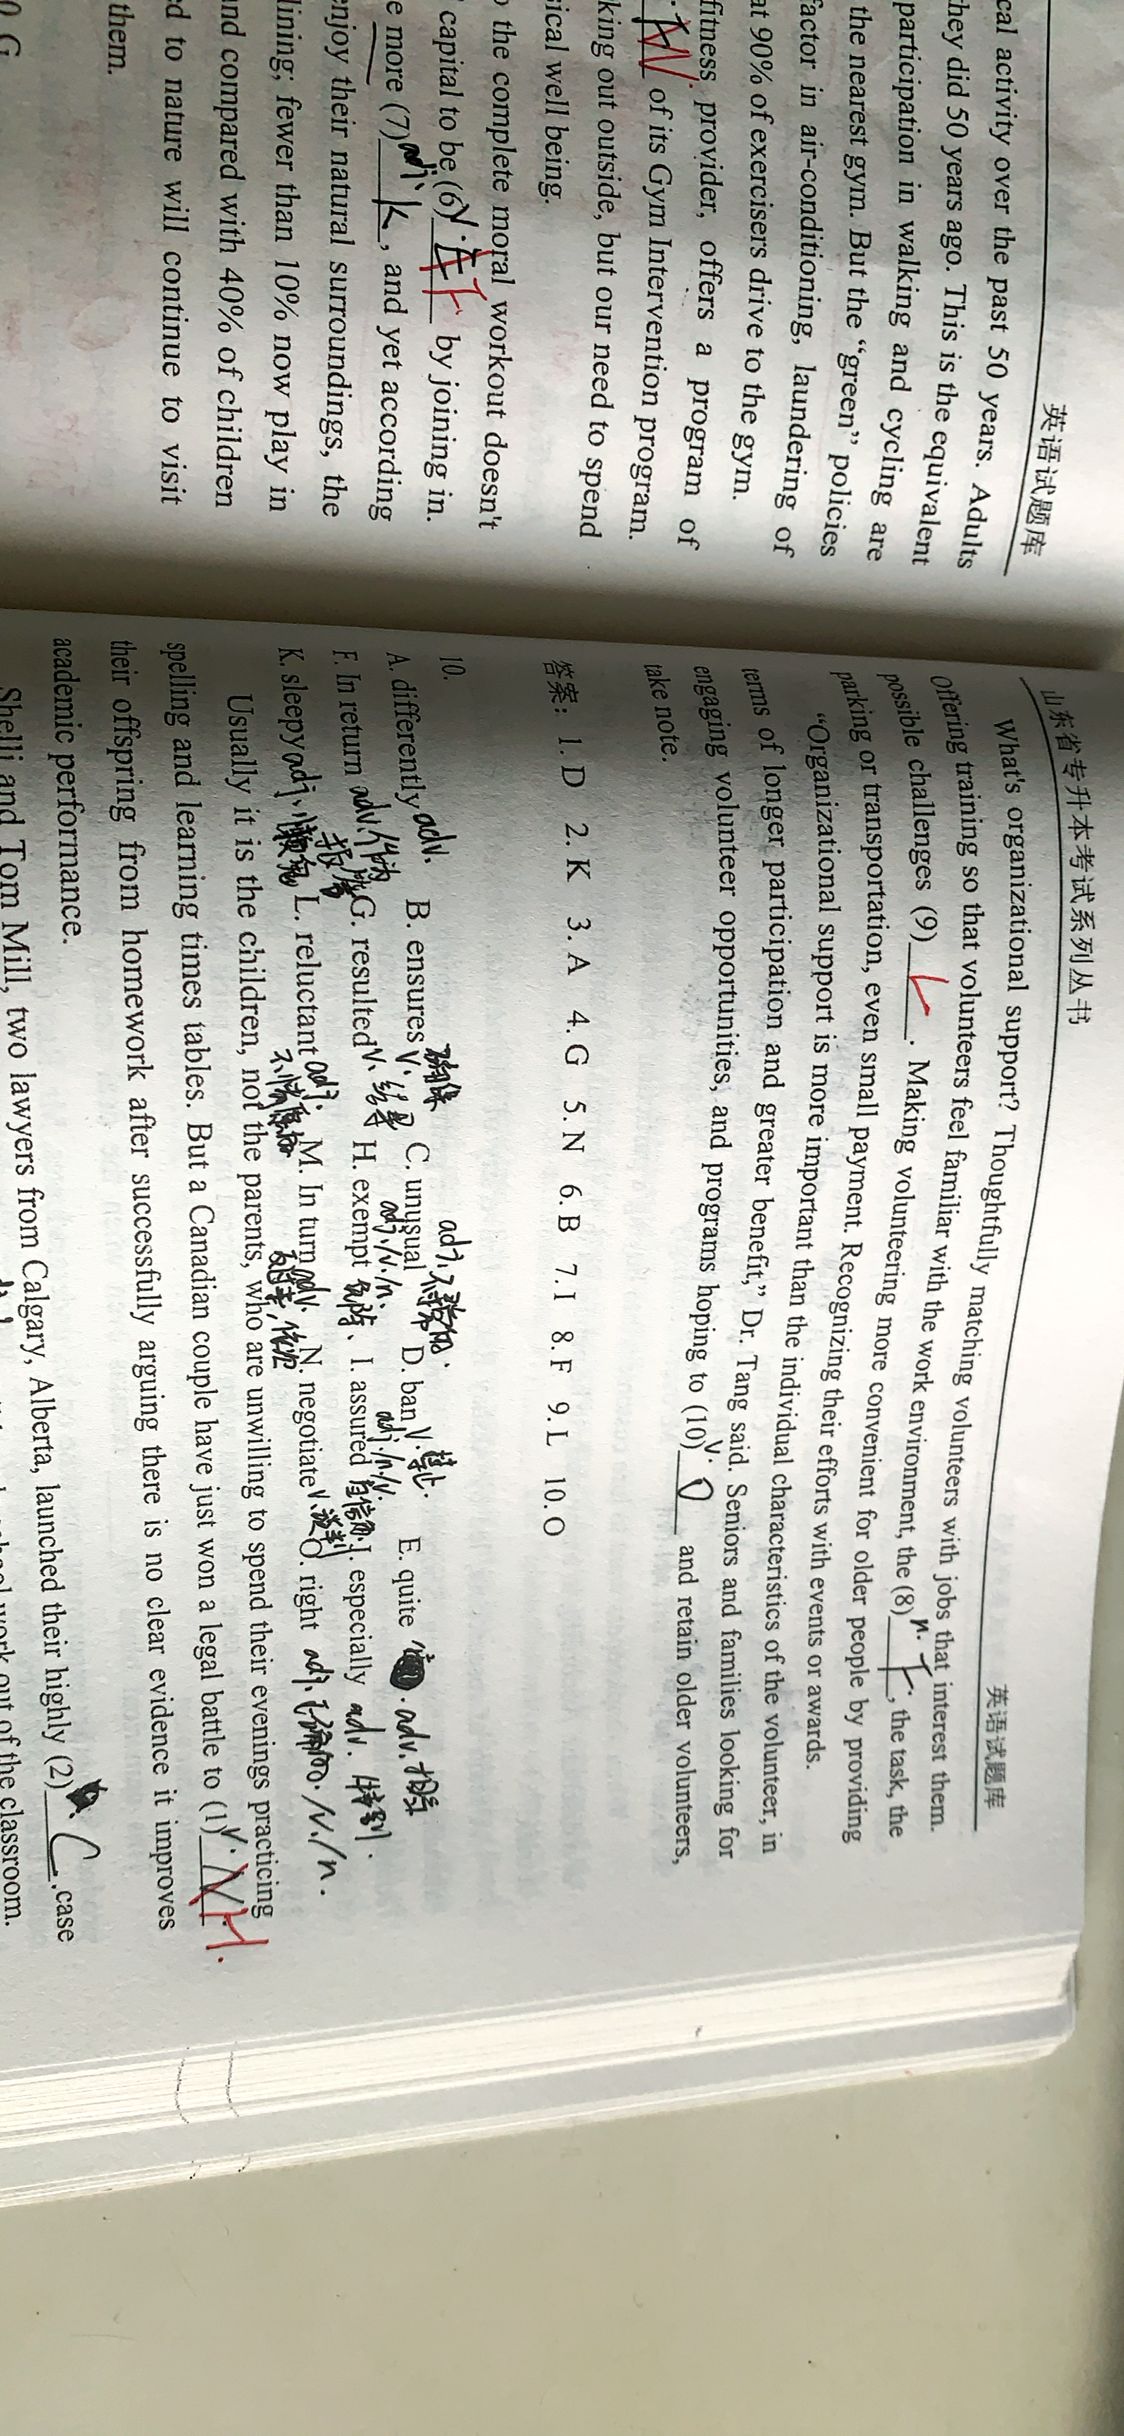 英语试题库
cal activity over the past 50 years. Adults
they did 50 years ago. This is the equivalent
participation in walking and cycling are
the nearest gym. But the “green” policies
factor in air-conditioning, laundering of
at 90% of exercisers drive to the gym.
fitness provider, offers a program of
N of its Gym Intervention program.
king out outside, but our need to spend
sical well being.
o the complete moral workout doesn't
capital to be (6) v. by joining in.
e more (7) adj. k, and yet according
enjoy their natural surroundings, the
lining; fewer than 10% now play in
and compared with 40% of children
ed to nature will continue to visit
them.
0 G
山东省专升本考试系列丛书 英语试题库
What's organizational support? Thoughtfully matching volunteers with jobs that interest them.
Offering training so that volunteers feel familiar with the work environment, the (8) n. F, the task, the
possible challenges (9) L. Making volunteering more convenient for older people by providing
parking or transportation, even small payment. Recognizing their efforts with events or awards.
“Organizational support is more important than the individual characteristics of the volunteer, in
terms of longer participation and greater benefit,” Dr. Tang said. Seniors and families looking for
engaging volunteer opportunities, and programs hoping to (10) v. O and retain older volunteers,
take note.
答案：1. D 2. K 3. A 4. G 5. N 6. B 7. I 8. F 9. L 10. O
10.
A. differently adv. B. ensures v. 确保 C. unusual adj. 不寻常的. D. ban v. 禁止. E. quite adv. 相当
F. In return adv. 作为报答 G. resulted v. 结果 H. exempt adj./v./n. 免除、 I. assured adj./n./v. 自信的. J. especially adv. 特别.
K. sleepy adj. L. reluctant adj. 不情愿的 M. In turn adv. 轮流, 依次 N. negotiate v. 谈判 O. right adj. 正确的. /v./n.
Usually it is the children, not the parents, who are unwilling to spend their evenings practicing
spelling and learning times tables. But a Canadian couple have just won a legal battle to (1) v. N H.
their offspring from homework after successfully arguing there is no clear evidence it improves
academic performance.
Shelli and Tom Mill, two lawyers from Calgary, Alberta, launched their highly (2) C, case
work out of the classroom.